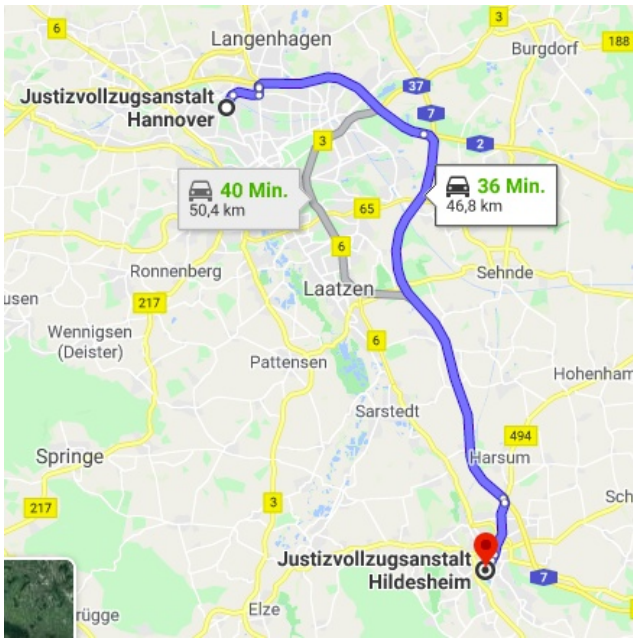 6
3
188
Langenhagen
Burgdorf
37
Justizvollzugsanstalt
Hannover
7
3
2
40 Min.
50,4 km
36 Min.
46,8 km
65
6
Ronnenberg
Sehnde
Laatzen
usen
217
Wennigsen
(Deister)
6
Pattensen
Hohenham
Sarstedt
494
Springe
Harsum
217
3
Sch
Justizvollzugsanstalt
Hildesheim
7
Elze
rügge